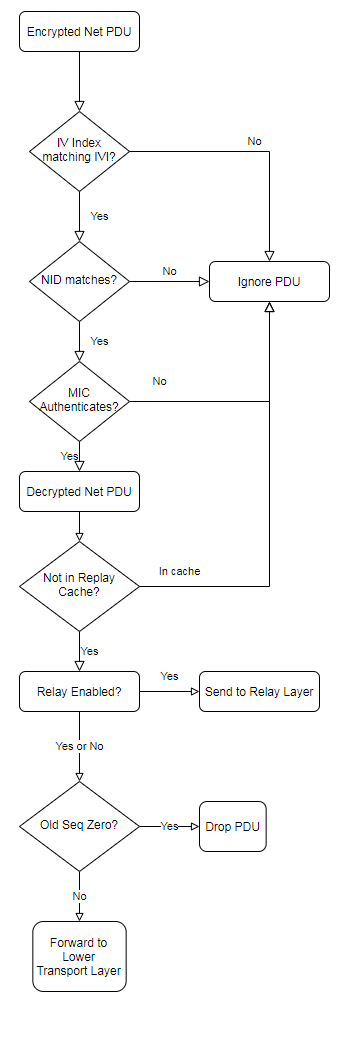 Encrypted Net PDU
IV Index
matching IVI?
No
Yes
NID matches?
No
Ignore PDU
Yes
MIC
Authenticates?
No
Yes
Decrypted Net PDU
Not in Replay
Cache?
In cache
Yes
Relay Enabled?
Yes
Send to Relay Layer
Yes or No
Old Seq Zero?
Yes
Drop PDU
No
Forward to
Lower
Transport Layer